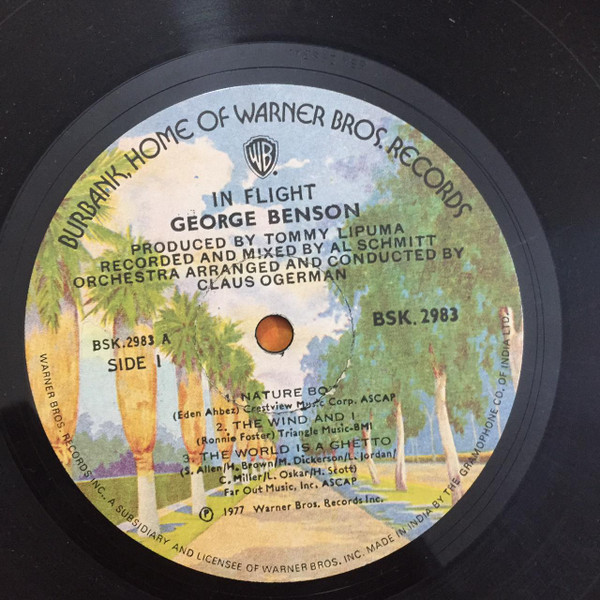 BURBANK, HOME OF WARNER BROS. RECORDS
WB
IN FLIGHT
GEORGE BENSON
PRODUCED BY TOMMY LIPUMA
RECORDED AND MIXED BY AL SCHMITT
ORCHESTRA ARRANGED AND CONDUCTED BY
CLAUS OGERMAN
BSK.2983 A
SIDE I
BSK. 2983
1. NATURE BOY
(Eden Ahbez) Crestview Music Corp. ASCAP
2. THE WIND AND I
(Ronnie Foster) Triangle Music-BMI
3. THE WORLD IS A GHETTO
(S. Allen/H. Brown/M. Dickerson/L. Jordan/
C. Miller/L. Oskar/H. Scott)
Far Out Music, Inc. ASCAP
Ⓟ 1977 Warner Bros. Records Inc.
WARNER BROS. RECORDS INC., A SUBSIDIARY AND LICENSEE OF WARNER BROS. INC. MADE IN INDIA BY THE GRAMOPHONE CO. OF INDIA LTD.